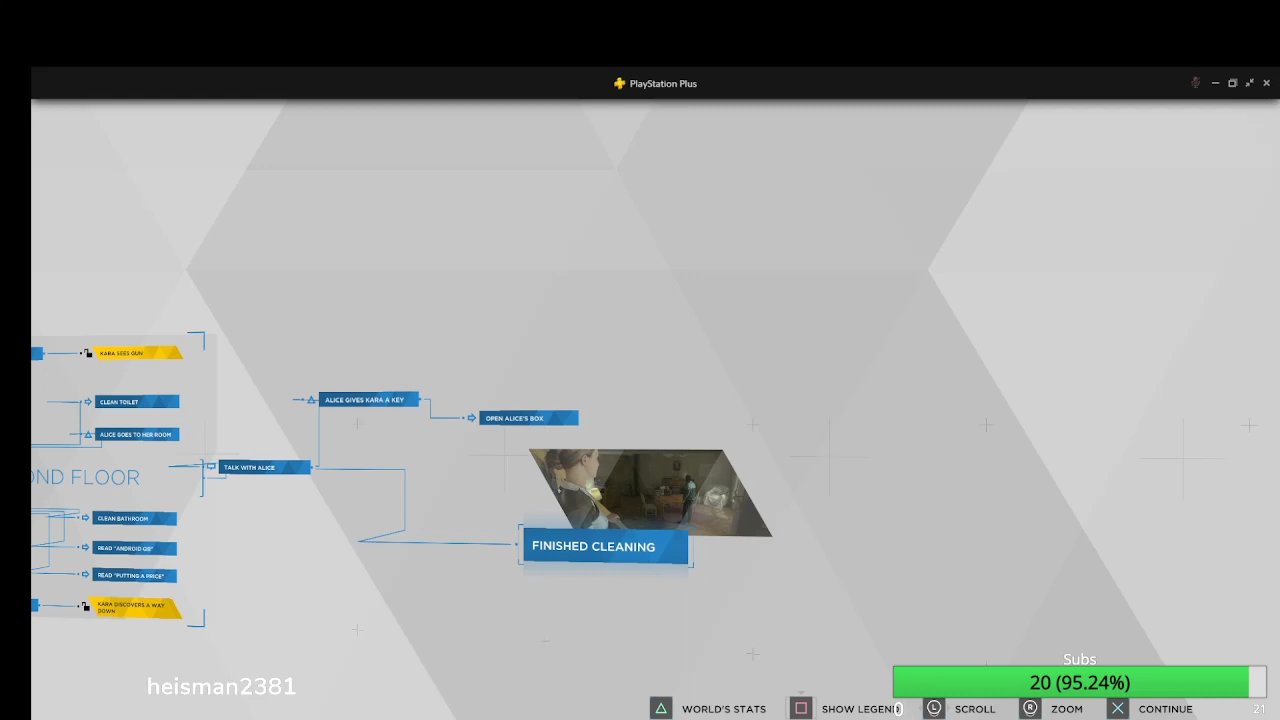 PlayStation Plus
KARA SEES GUN
CLEAN TOILET
ALICE GIVES KARA A KEY
OPEN ALICE'S BOX
ALICE GOES TO HER ROOM
TALK WITH ALICE
OND FLOOR
CLEAN BATHROOM
FINISHED CLEANING
READ "ANDROID GB"
READ "PUTTING A PRICE"
KARA DISCOVERS A WAY
DOWN
Subs
20 (95.24%)
heisman2381
WORLD'S STATS
SHOW LEGEND
0
L
SCROLL
R
ZOOM
CONTINUE
21